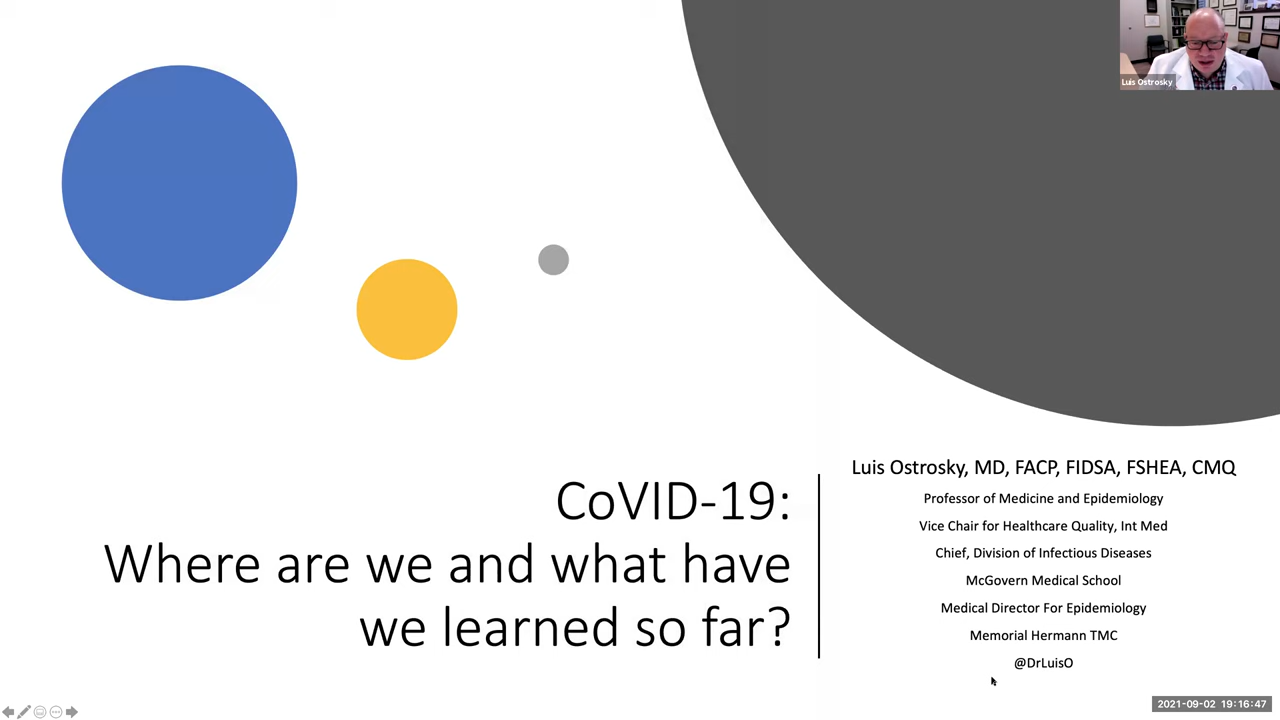 Luis Ostrosky
CoVID-19:
Where are we and what have
we learned so far?
Luis Ostrosky, MD, FACP, FIDSA, FSHEA, CMQ
Professor of Medicine and Epidemiology
Vice Chair for Healthcare Quality, Int Med
Chief, Division of Infectious Diseases
McGovern Medical School
Medical Director For Epidemiology
Memorial Hermann TMC
@DrLuisO
2021-09-02 19:16:47